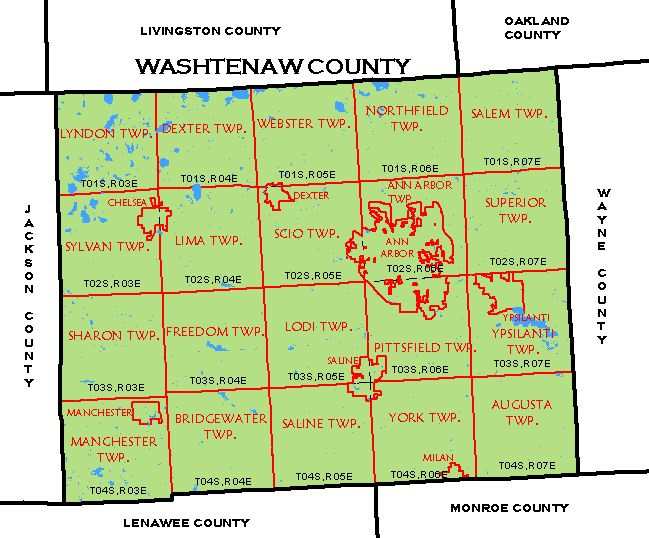 LIVINGSTON COUNTY
OAKLAND
COUNTY
WASHTENAW COUNTY
LYNDON TWP.
DEXTER TWP.
WEBSTER TWP.
NORTHFIELD
TWP.
SALEM TWP.
T01S,R03E
T01S,R04E
T01S,R05E
T01S,R06E
T01S,R07E
CHELSEA
DEXTER
ANN ARBOR
TWP.
SYLVAN TWP.
LIMA TWP.
SCIO TWP.
ANN
ARBOR
SUPERIOR
TWP.
T02S,R03E
T02S,R04E
T02S,R05E
T02S,R06E
T02S,R07E
JACKSON COUNTY
WAYNE COUNTY
SHARON TWP.
FREEDOM TWP.
LODI TWP.
PITTSFIELD TWP.
YPSILANTI
YPSILANTI
TWP.
SALINE
T03S,R03E
T03S,R04E
T03S,R05E
T03S,R06E
T03S,R07E
MANCHESTER
MANCHESTER
TWP.
BRIDGEWATER
TWP.
SALINE TWP.
YORK TWP.
AUGUSTA
TWP.
MILAN
T04S,R03E
T04S,R04E
T04S,R05E
T04S,R06E
T04S,R07E
LENAWEE COUNTY
MONROE COUNTY